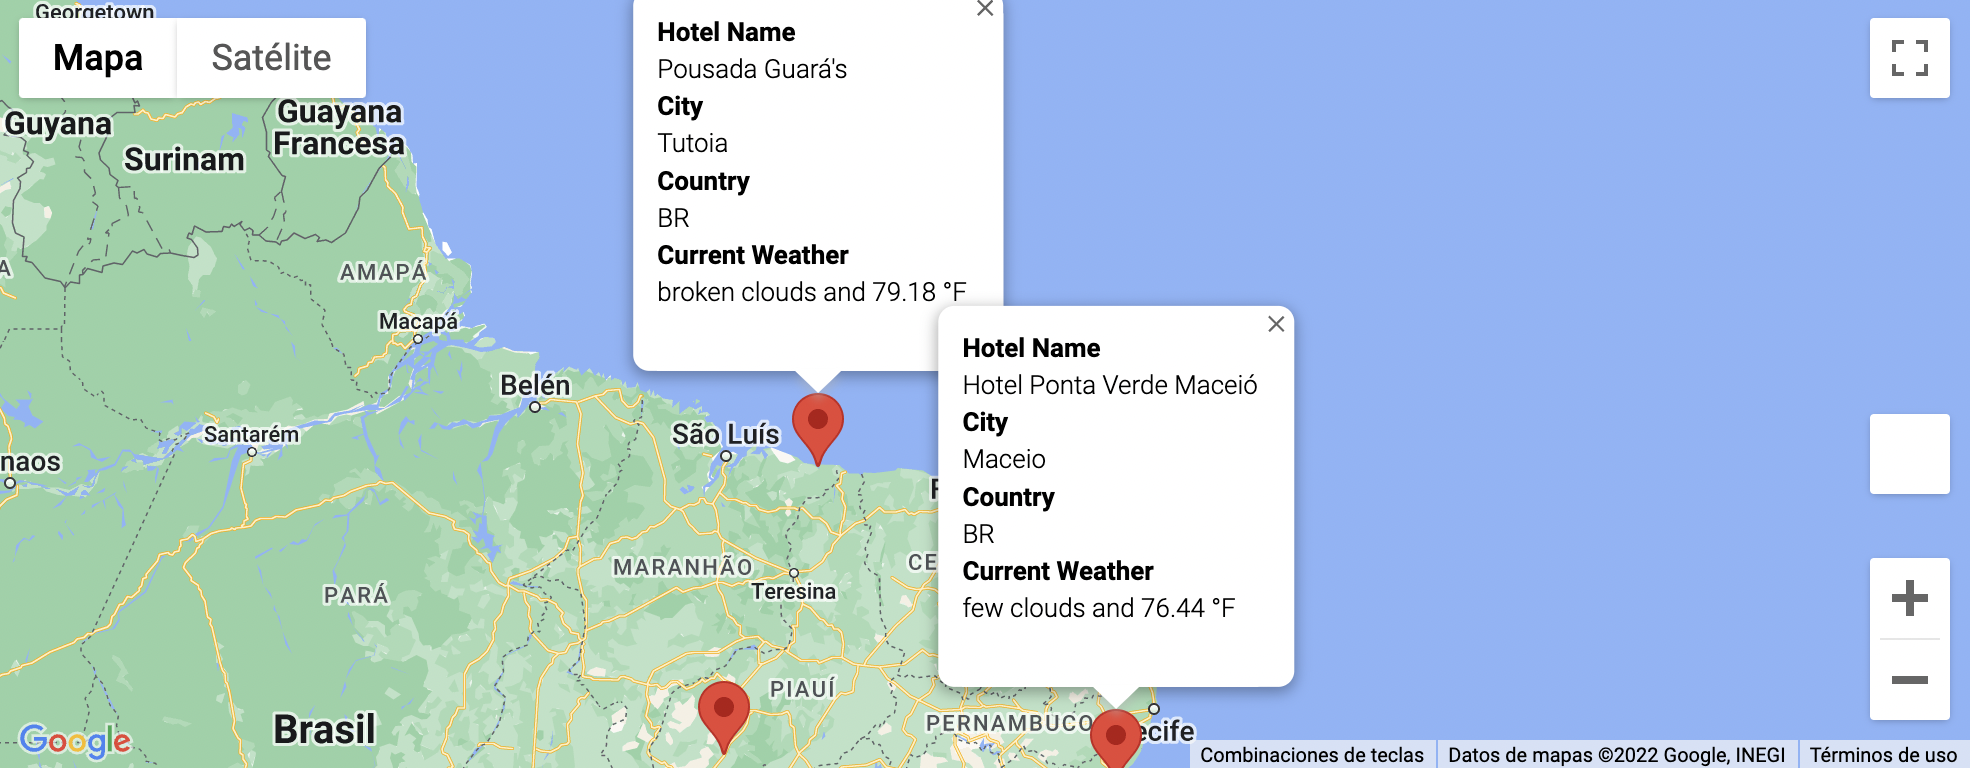 Georgetown
Mapa
Satélite
Guyana
Surinam
Guayana
Francesa
AMAPÁ
Macapá
Belén
Santarém
naos
São Luís
MARANHÃO
Teresina
PARÁ
PIAUÍ
PERNAMBUCO
Brasil
ecife
CE
A
Hotel Name
Pousada Guará's
City
Tutoia
Country
BR
Current Weather
broken clouds and 79.18 °F
Hotel Name
Hotel Ponta Verde Maceió
City
Maceio
Country
BR
Current Weather
few clouds and 76.44 °F
Google
Combinaciones de teclas
Datos de mapas ©2022 Google, INEGI
Términos de uso